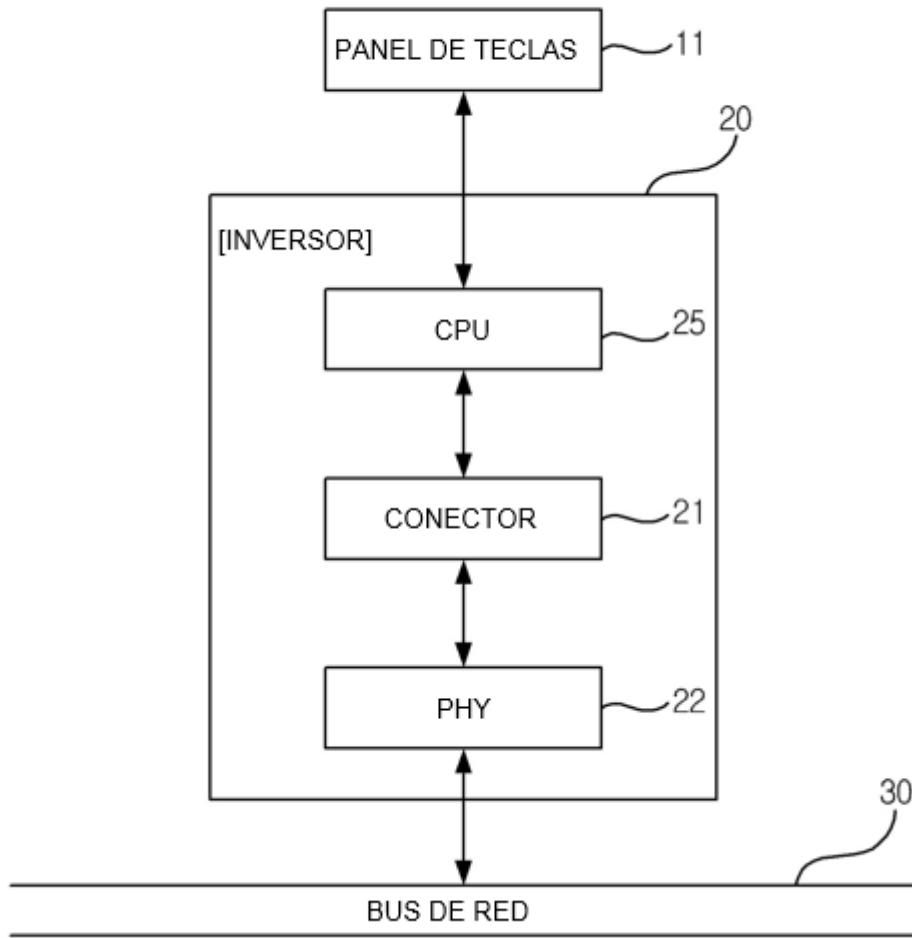 PANEL DE TECLAS
11
20
[INVERSOR]
CPU
25
CONECTOR
21
PHY
22
30
BUS DE RED